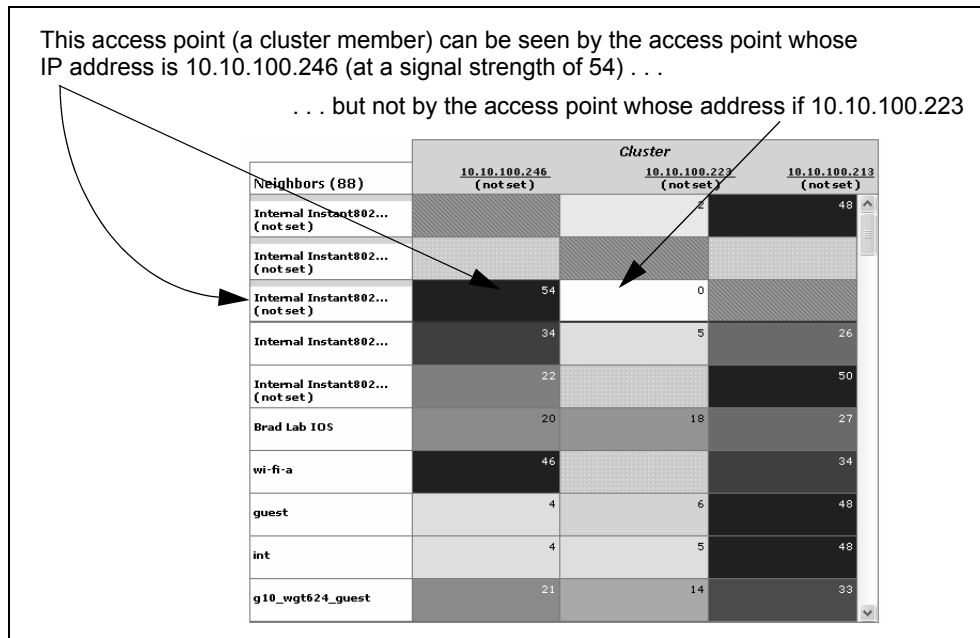 This access point (a cluster member) can be seen by the access point whose
IP address is 10.10.100.246 (at a signal strength of 54) . . .
. . . but not by the access point whose address if 10.10.100.223
Cluster
Neighbors (88) 10.10.100.246 10.10.100.223 10.10.100.213
(not set) (not set) (not set)
Internal Instant802... 2 48
(not set)
Internal Instant802...
(not set)
Internal Instant802... 54 0
(not set)
Internal Instant802... 34 5 26
Internal Instant802... 22 50
(not set)
Brad Lab IOS 20 18 27
wi-fi-a 46 34
guest 4 6 48
int 4 5 48
g10_wgt624_guest 21 14 33